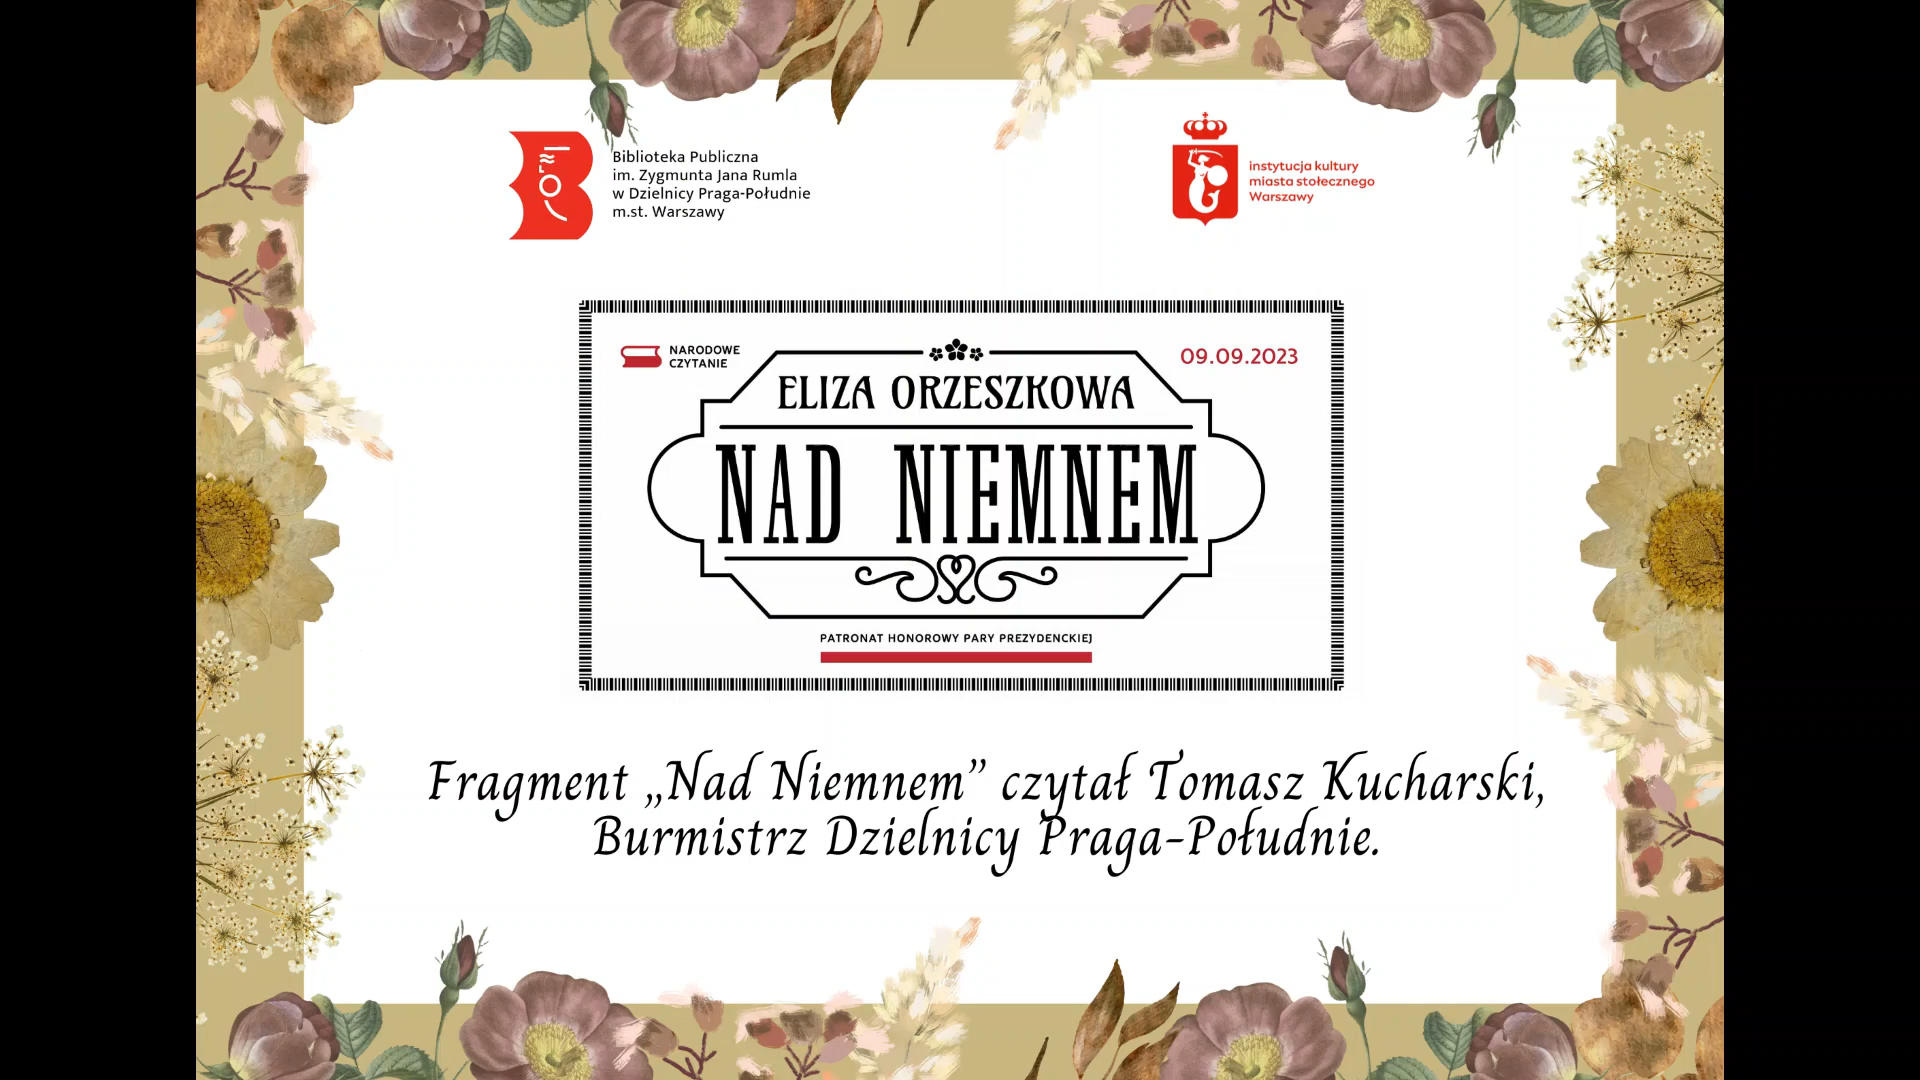 Biblioteka Publiczna
im. Zygmunta Jana Rumla
w Dzielnicy Praga-Południe
m.st. Warszawy
instytucja kultury
miasta stołecznego
Warszawy
NARODOWE
CZYTANIE
09.09.2023
ELIZA ORZESZKOWA
NAD NIEMNEM
PATRONAT HONOROWY PARY PREZYDENCKIEJ
Fragment „Nad Niemnem” czytał Tomasz Kucharski,
Burmistrz Dzielnicy Praga-Południe.